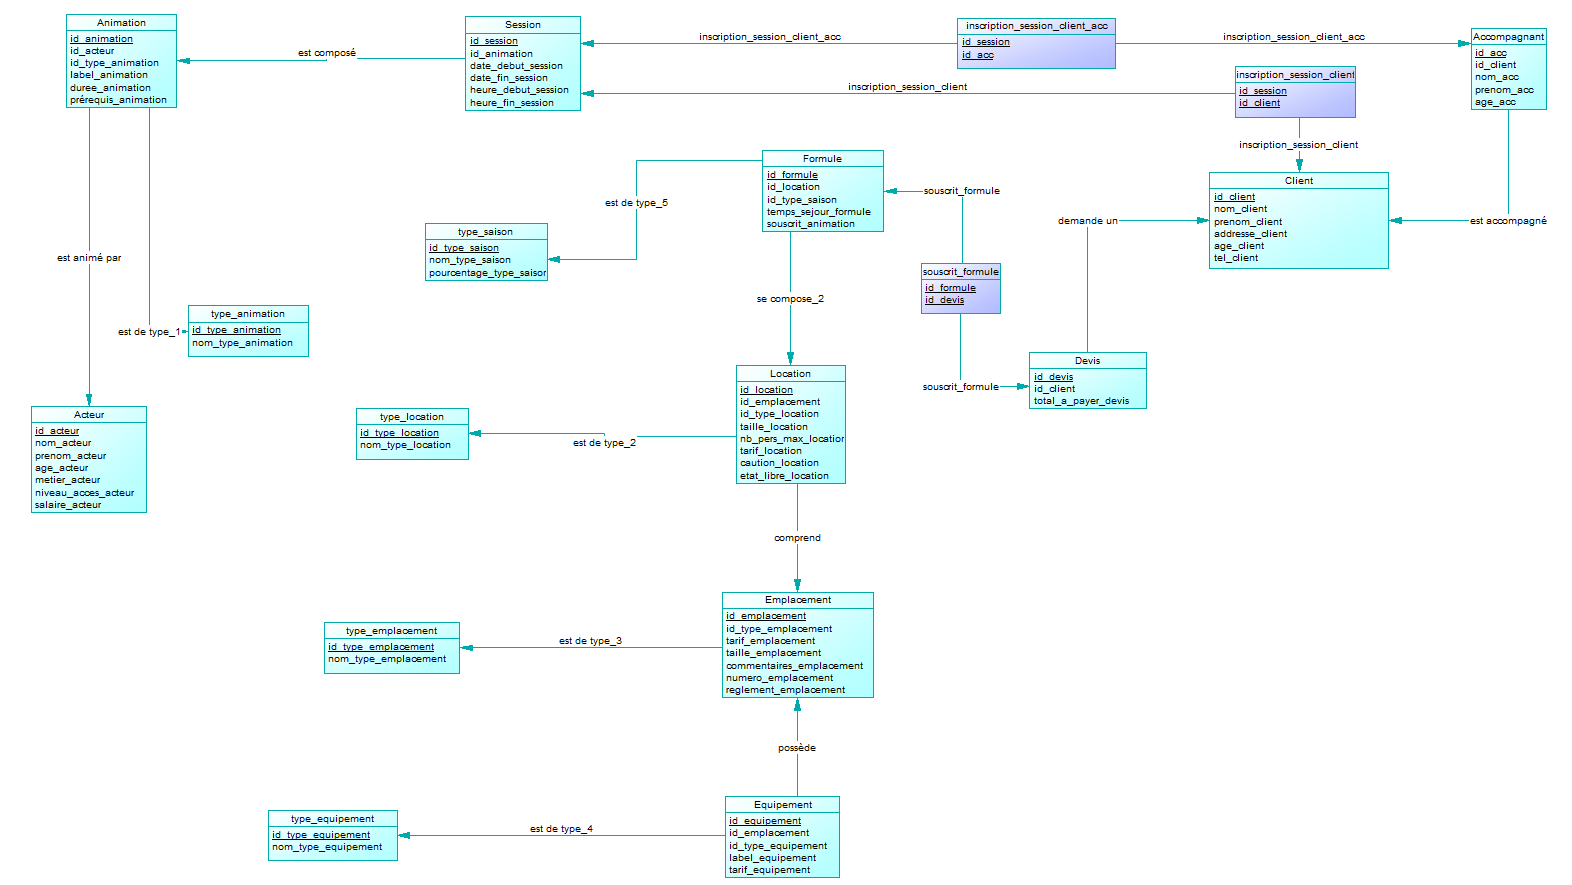 Animation
id_animation
id_acteur
id_type_animation
label_animation
duree_animation
prérequis_animation
est composé
Session
id_session
id_animation
date_debut_session
date_fin_session
heure_debut_session
heure_fin_session
inscription_session_client_acc
inscription_session_client_acc
id_session
id_acc
inscription_session_client_acc
Accompagnant
id_acc
id_client
nom_acc
prenom_acc
age_acc
inscription_session_client
inscription_session_client
id_session
id_client
inscription_session_client
Formule
id_formule
id_location
id_type_saison
temps_sejour_formule
souscrit_animation
souscrit_formule
Client
id_client
nom_client
prenom_client
addresse_client
age_client
tel_client
demande un
est accompagné
est de type_5
type_saison
id_type_saison
nom_type_saison
pourcentage_type_saisor
est animé par
souscrit_formule
id_formule
id_devis
se compose_2
type_animation
id_type_animation
nom_type_animation
est de type_1
Devis
id_devis
id_client
total_a_payer_devis
souscrit_formule
Location
id_location
id_emplacement
id_type_location
taille_location
nb_pers_max_location
tarif_location
caution_location
etat_libre_location
Acteur
id_acteur
nom_acteur
prenom_acteur
age_acteur
metier_acteur
niveau_acces_acteur
salaire_acteur
type_location
id_type_location
nom_type_location
est de type_2
comprend
Emplacement
id_emplacement
id_type_emplacement
tarif_emplacement
taille_emplacement
commentaires_emplacement
numero_emplacement
reglement_emplacement
type_emplacement
id_type_emplacement
nom_type_emplacement
est de type_3
possède
Equipement
id_equipement
id_emplacement
id_type_equipement
label_equipement
tarif_equipement
type_equipement
id_type_equipement
nom_type_equipement
est de type_4